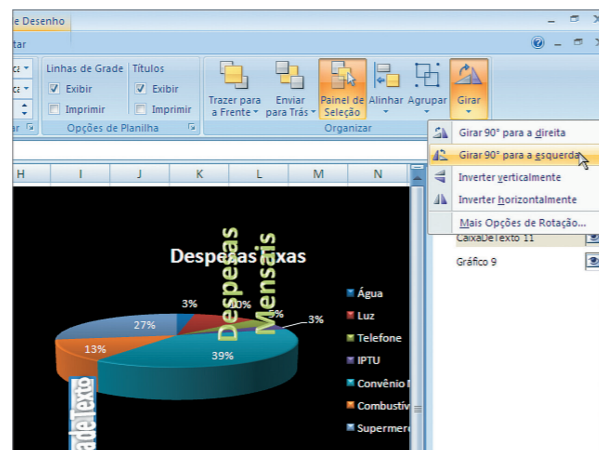 e Desenho
tar
Linhas de Grade
Títulos
Exibir
Exibir
Imprimir
Imprimir
Opções de Planilha
Trazer para
a Frente
Enviar
para Trás
Painel de
Seleção
Alinhar
Agrupar
Girar
Organizar
Girar 90° para a direita
Girar 90° para a esquerda
Inverter verticalmente
Inverter horizontalmente
Mais Opções de Rotação...
H I J K L M N
CaixaDeTexto 11
Gráfico 9
Despesas Fixas
Despesas
Mensais
3%
10%
5%
3%
27%
13%
39%
Água
Luz
Telefone
IPTU
Convênio
Combustív
Supermer
adeTexto